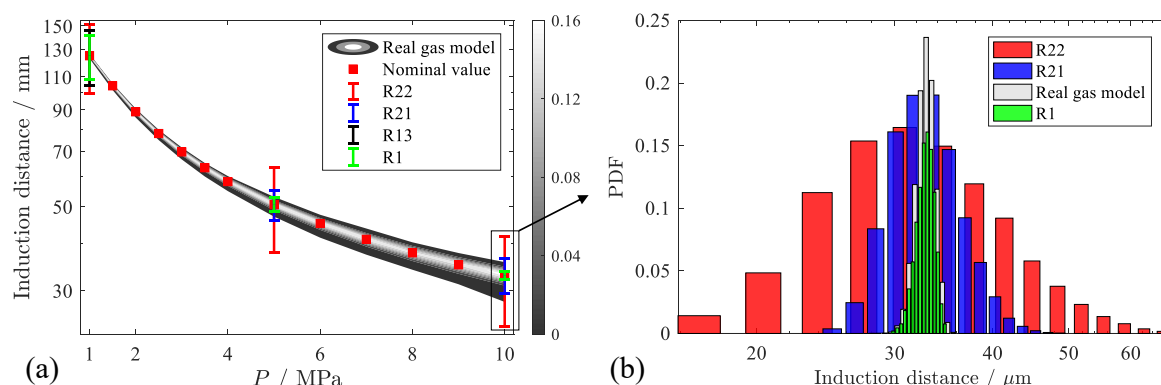 150
130
110
90
70
50
30
Induction distance / mm
Real gas model
Nominal value
R22
R21
R13
R1
0.16
0.12
0.08
0.04
0
1
2
4
6
8
10
P / MPa
(a)
0.25
0.2
0.15
0.1
0.05
0
PDF
R22
R21
Real gas model
R1
20
30
40
50
60
Induction distance / μm
(b)